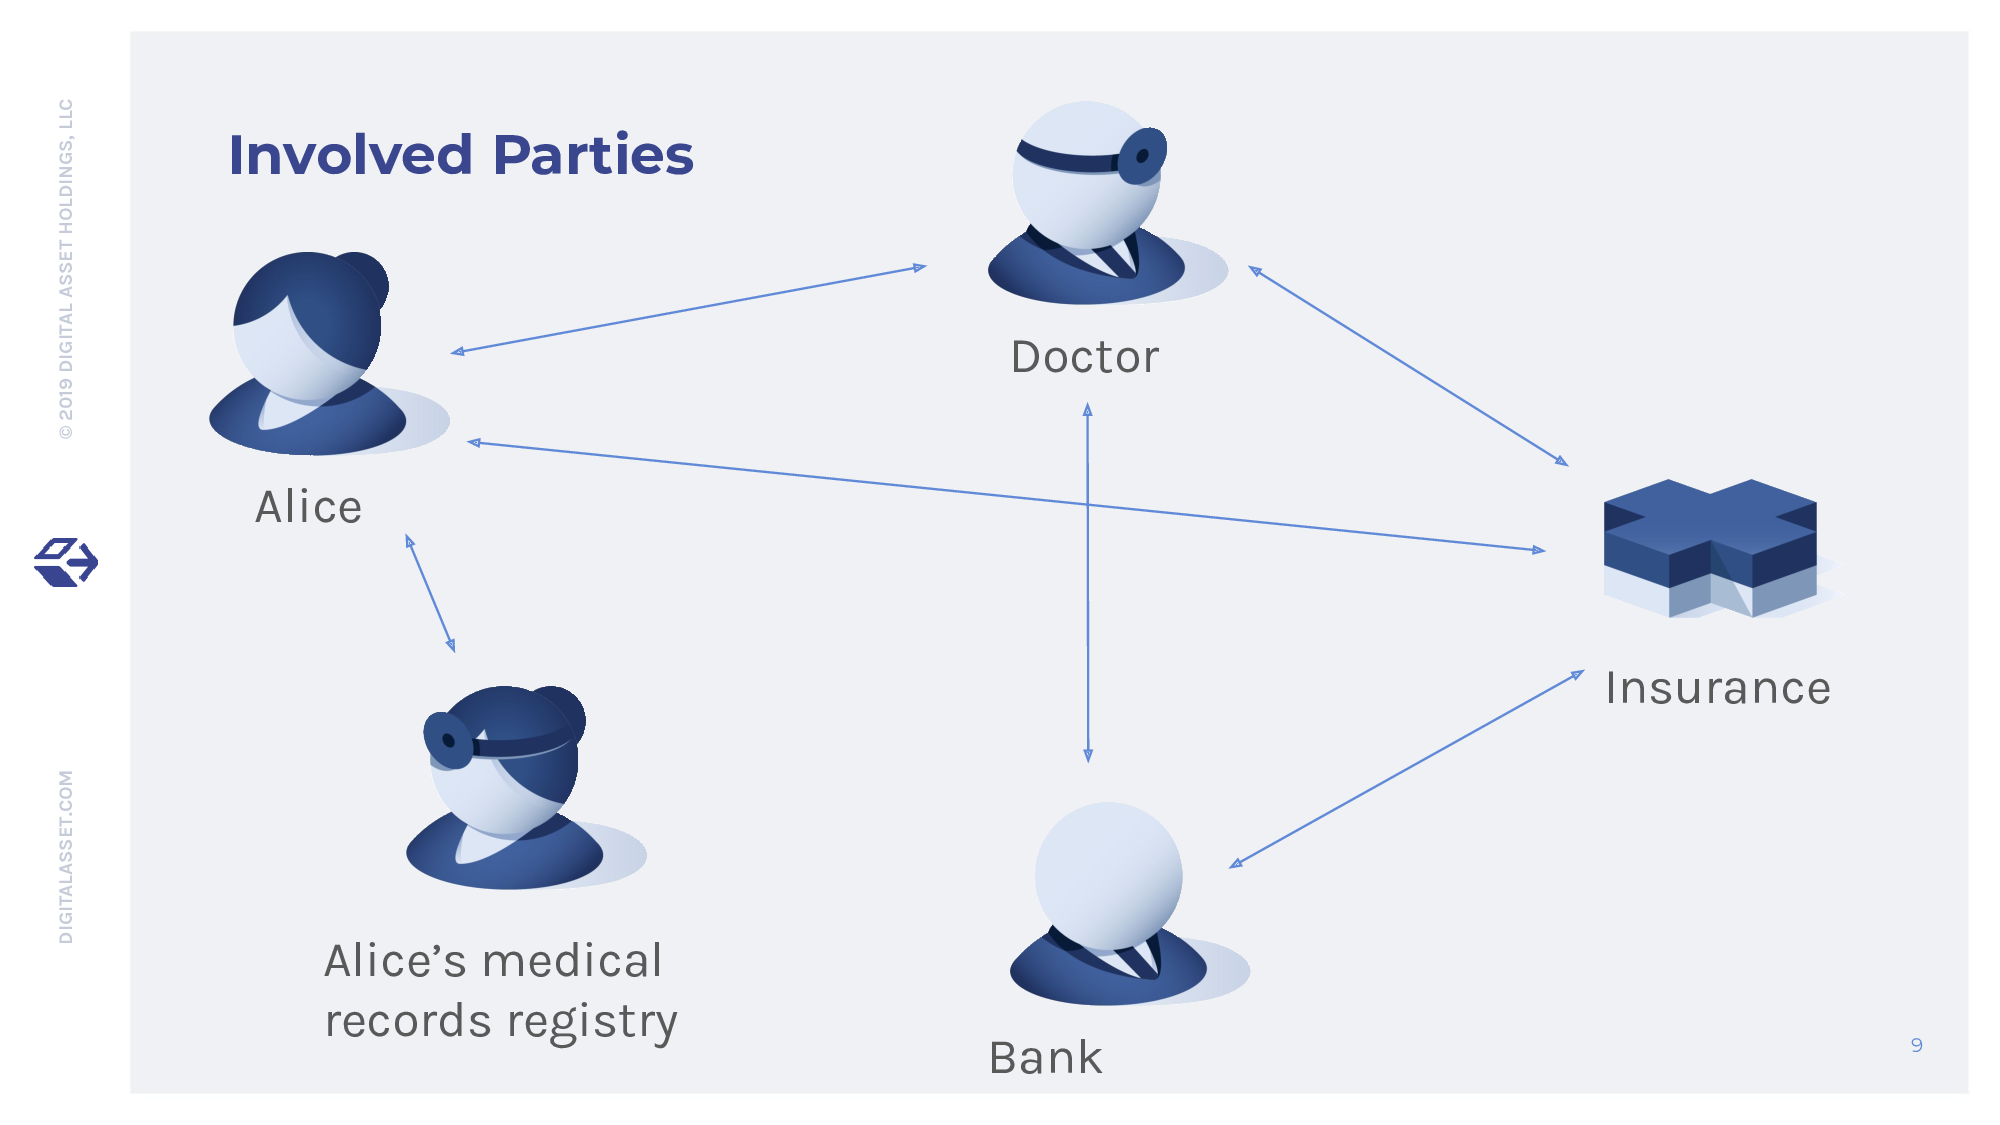 © 2019 DIGITAL ASSET HOLDINGS, LLC
DIGITALASSET.COM
Involved Parties
Doctor
Alice
Insurance
Alice’s medical
records registry
Bank
9